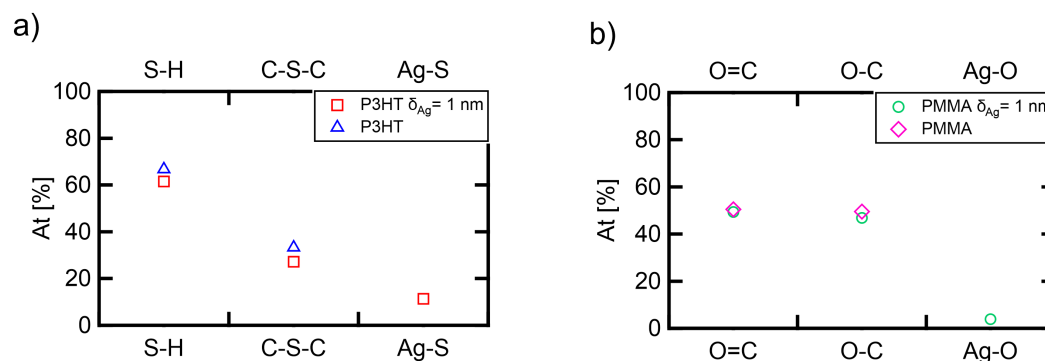 a)
S-H C-S-C Ag-S
100
80
60
40
20
0
At [%]
P3HT δAg= 1 nm
P3HT
S-H C-S-C Ag-S
b)
O=C O-C Ag-O
100
80
60
40
20
0
At [%]
PMMA δAg= 1 nm
PMMA
O=C O-C Ag-O